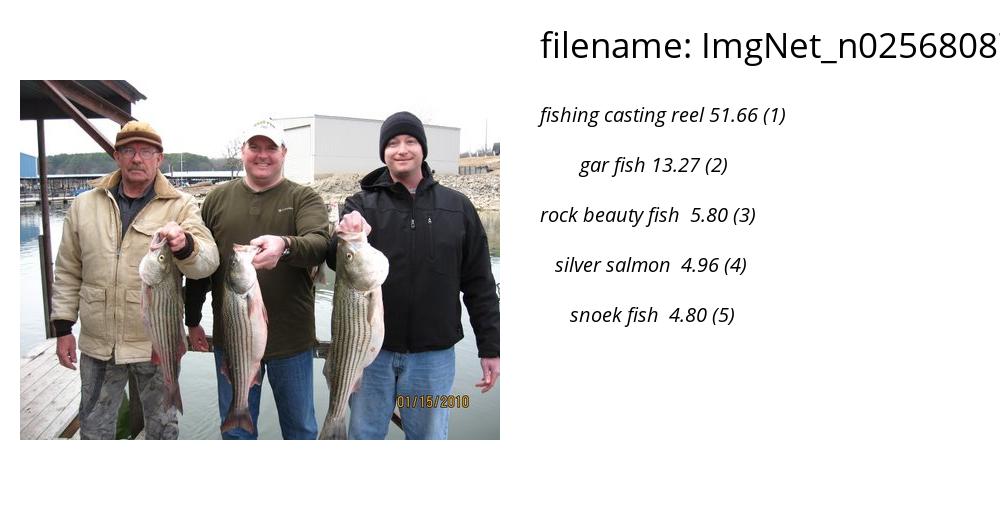 filename: ImgNet_n0256808
fishing casting reel 51.66 (1)
gar fish 13.27 (2)
rock beauty fish 5.80 (3)
silver salmon 4.96 (4)
snoek fish 4.80 (5)
01/15/2010